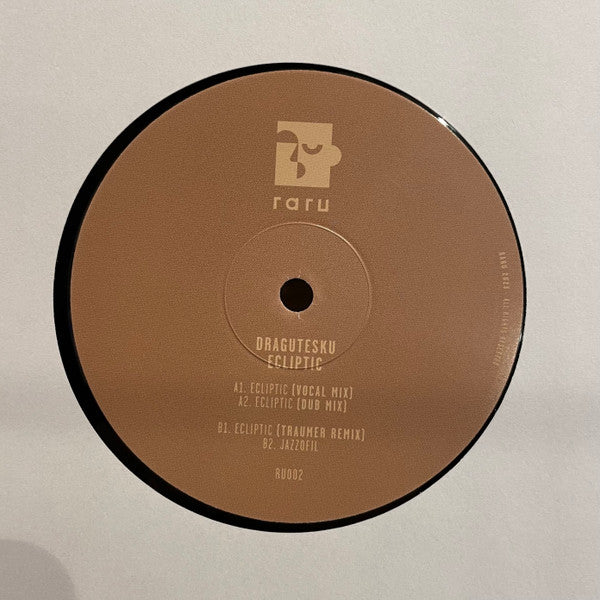 raru
DRAGUTESKU
ECLIPTIC
A1. ECLIPTIC (VOCAL MIX)
A2. ECLIPTIC (DUB MIX)
B1. ECLIPTIC (TRAUMER REMIX)
B2. JAZZOFIL
RU002